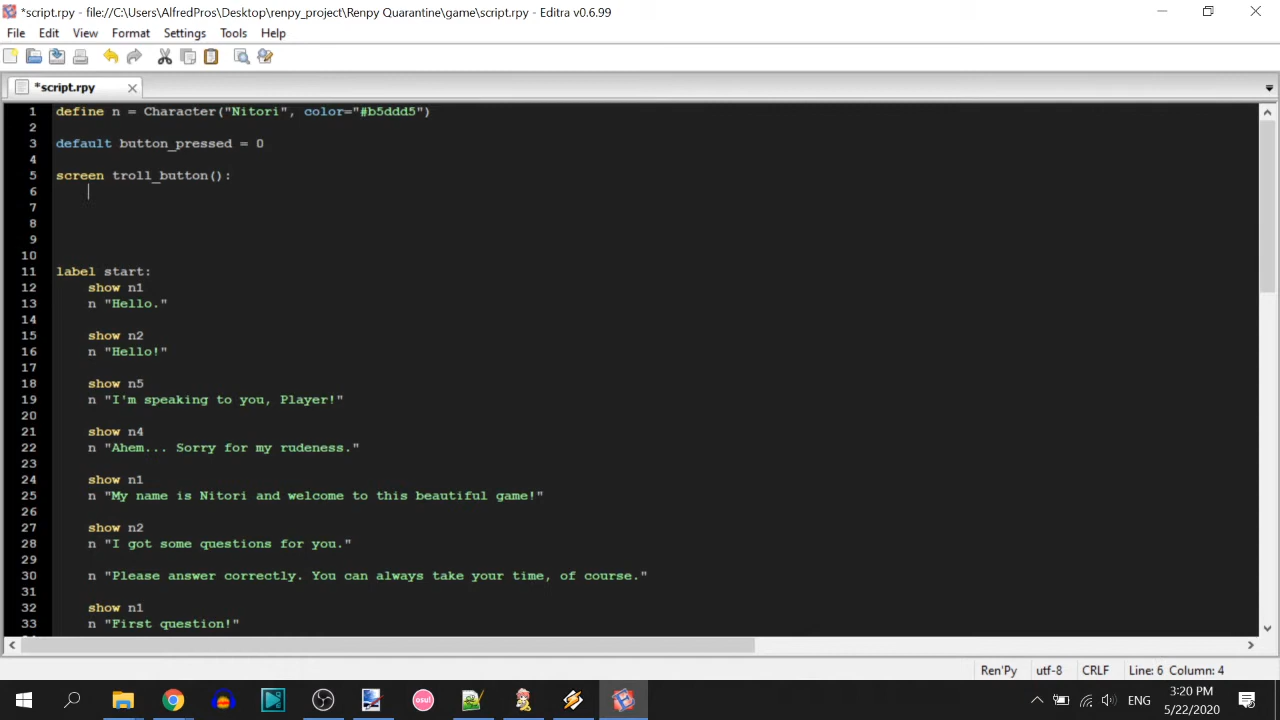 *script.rpy - file://C:\Users\AlfredPros\Desktop\renpy_project\Renpy Quarantine\game\script.rpy - Editra v0.6.99
File Edit View Format Settings Tools Help
*script.rpy
1 define n = Character("Nitori", color="#b5ddd5")
2
3 default button_pressed = 0
4
5 screen troll_button():
6
7
8
9
10
11 label start:
12 show n1
13 n "Hello."
14
15 show n2
16 n "Hello!"
17
18 show n5
19 n "I'm speaking to you, Player!"
20
21 show n4
22 n "Ahem... Sorry for my rudeness."
23
24 show n1
25 n "My name is Nitori and welcome to this beautiful game!"
26
27 show n2
28 n "I got some questions for you."
29
30 n "Please answer correctly. You can always take your time, of course."
31
32 show n1
33 n "First question!"
Ren'Py utf-8 CRLF Line: 6 Column: 4
osu!
ENG
3:20 PM
5/22/2020